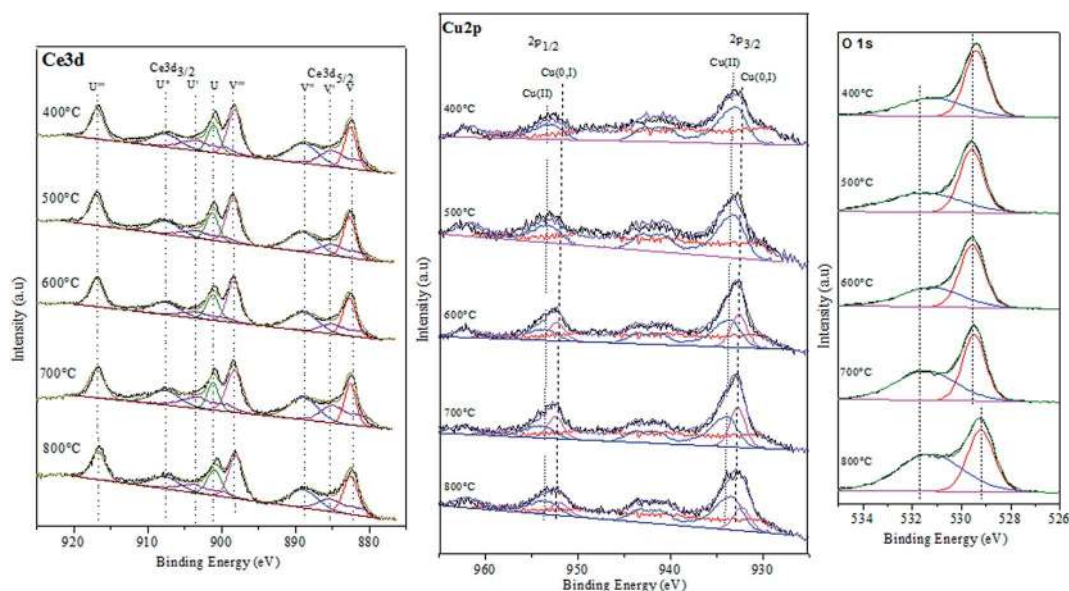 Ce3d
Ce3d3/2
Ce3d5/2
U''' U'' U' U V''' V'' V' V
400°C
500°C
600°C
700°C
800°C
Intensity (a.u)
920 910 900 890 880
Binding Energy (eV)
Cu2p
2p1/2
2p3/2
Cu(II)
Cu(0,I)
Cu(II)
Cu(0,I)
400°C
500°C
600°C
700°C
800°C
Intensity (a.u)
960 950 940 930
Binding Energy (eV)
O 1s
400°C
500°C
600°C
700°C
800°C
Intensity (a.u)
534 532 530 528 526
Binding Energy (eV)